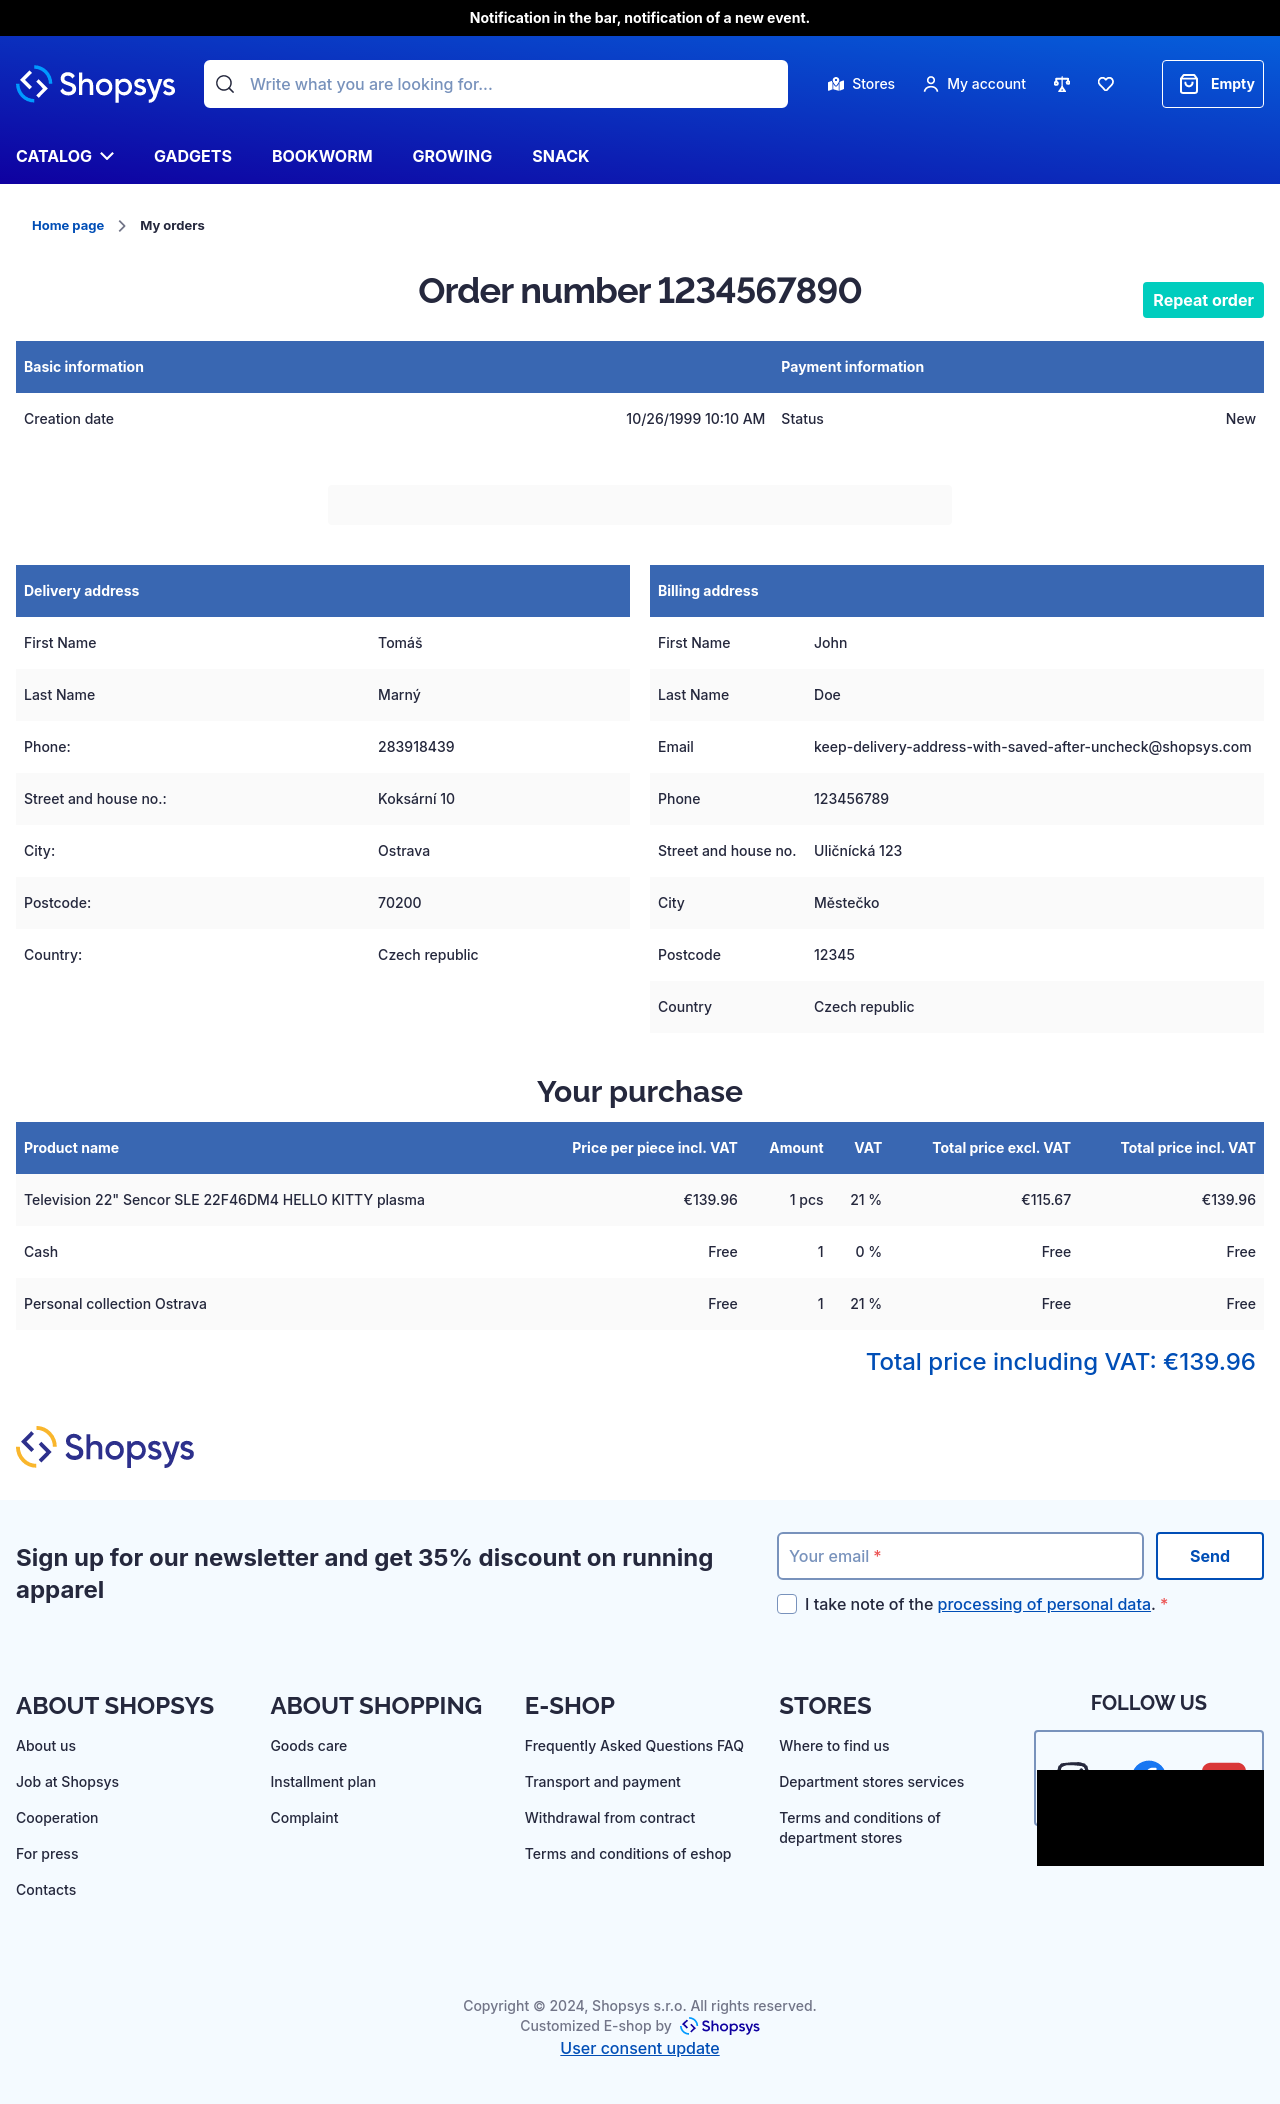 Notification in the bar, notification of a new event.
Shopsys
Write what you are looking for...
Stores
My account
Empty
CATALOG GADGETS BOOKWORM GROWING SNACK
Home page My orders
Order number 1234567890
Repeat order
Basic information Payment information
Creation date 10/26/1999 10:10 AM Status New
Delivery address
First Name Tomáš
Last Name Marný
Phone: 283918439
Street and house no.: Koksární 10
City: Ostrava
Postcode: 70200
Country: Czech republic
Billing address
First Name John
Last Name Doe
Email keep-delivery-address-with-saved-after-uncheck@shopsys.com
Phone 123456789
Street and house no. Uličnícká 123
City Městečko
Postcode 12345
Country Czech republic
Your purchase
Product name Price per piece incl. VAT Amount VAT Total price excl. VAT Total price incl. VAT
Television 22" Sencor SLE 22F46DM4 HELLO KITTY plasma €139.96 1 pcs 21 % €115.67 €139.96
Cash Free 1 0 % Free Free
Personal collection Ostrava Free 1 21 % Free Free
Total price including VAT: €139.96
Shopsys
Sign up for our newsletter and get 35% discount on running
apparel
Your email *
Send
I take note of the processing of personal data. *
ABOUT SHOPSYS
About us
Job at Shopsys
Cooperation
For press
Contacts
ABOUT SHOPPING
Goods care
Installment plan
Complaint
E-SHOP
Frequently Asked Questions FAQ
Transport and payment
Withdrawal from contract
Terms and conditions of eshop
STORES
Where to find us
Department stores services
Terms and conditions of
department stores
FOLLOW US
Copyright © 2024, Shopsys s.r.o. All rights reserved.
Customized E-shop by Shopsys
User consent update